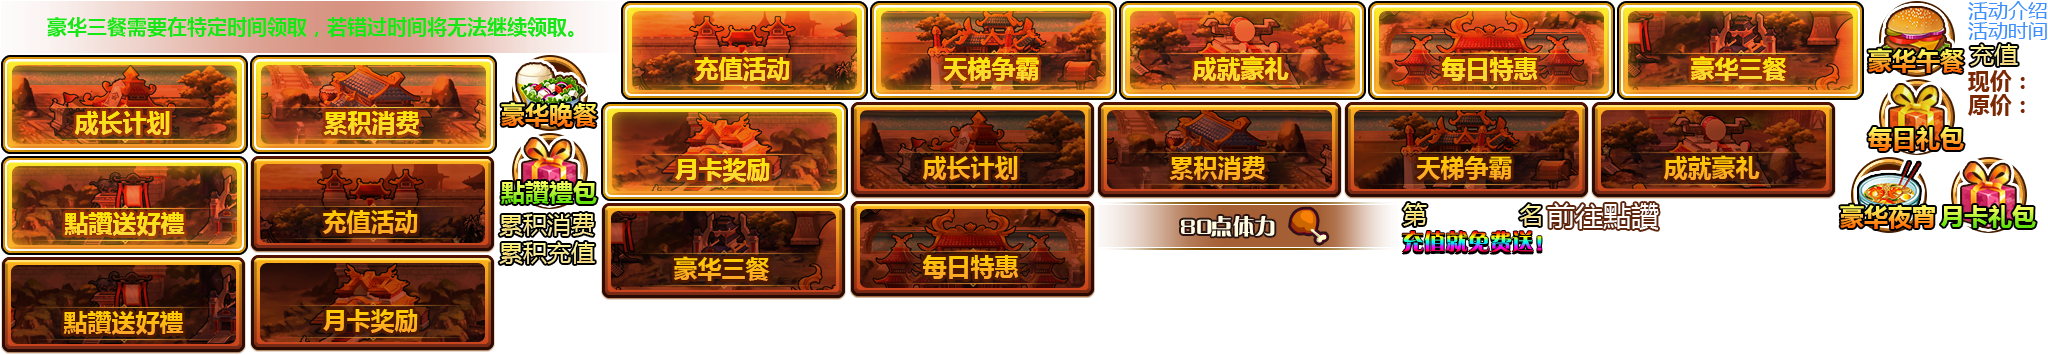 豪华三餐需要在特定时间领取，若错过时间将无法继续领取。
充值活动
天梯争霸
成就豪礼
每日特惠
豪华三餐
豪华午餐
活动介绍
活动时间
充值
现价：
原价：
成长计划
累积消费
豪华晚餐
月卡奖励
成长计划
累积消费
天梯争霸
成就豪礼
每日礼包
點讚送好禮
充值活动
點讚禮包
累积消费
累积充值
豪华三餐
每日特惠
80点体力
第
名
前往點讚
充值就免费送！
豪华夜宵
月卡礼包
點讚送好禮
月卡奖励